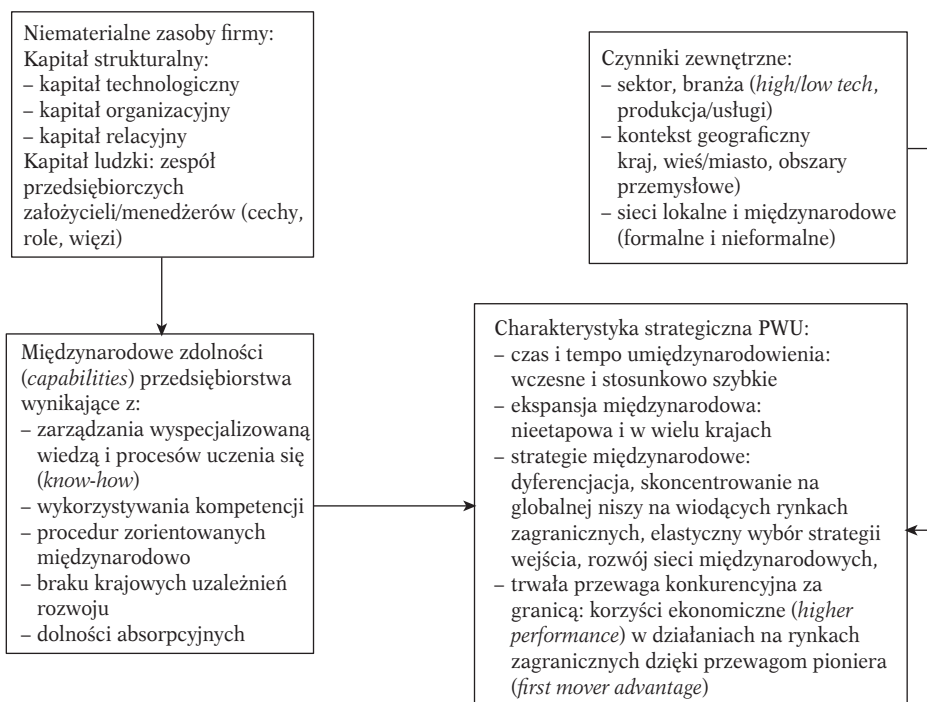 Niematerialne zasoby firmy:
Kapitał strukturalny:
– kapitał technologiczny
– kapitał organizacyjny
– kapitał relacyjny
Kapitał ludzki: zespół
przedsiębiorczych
założycieli/menedżerów (cechy,
role, więzi)
Czynniki zewnętrzne:
– sektor, branża (high/low tech,
produkcja/usługi)
– kontekst geograficzny
kraj, wieś/miasto, obszary
przemysłowe)
– sieci lokalne i międzynarodowe
(formalne i nieformalne)
Międzynarodowe zdolności
(capabilities) przedsiębiorstwa
wynikające z:
– zarządzania wyspecjalizowaną
wiedzą i procesów uczenia się
(know-how)
– wykorzystywania kompetencji
– procedur zorientowanych
międzynarodowo
– braku krajowych uzależnień
rozwoju
– dolności absorpcyjnych
Charakterystyka strategiczna PWU:
– czas i tempo umiędzynarodowienia:
wczesne i stosunkowo szybkie
– ekspansja międzynarodowa:
nieetapowa i w wielu krajach
– strategie międzynarodowe:
dyferencjacja, skoncentrowanie na
globalnej niszy na wiodących rynkach
zagranicznych, elastyczny wybór strategii
wejścia, rozwój sieci międzynarodowych,
– trwała przewaga konkurencyjna za
granicą: korzyści ekonomiczne (higher
performance) w działaniach na rynkach
zagranicznych dzięki przewagom pioniera
(first mover advantage)